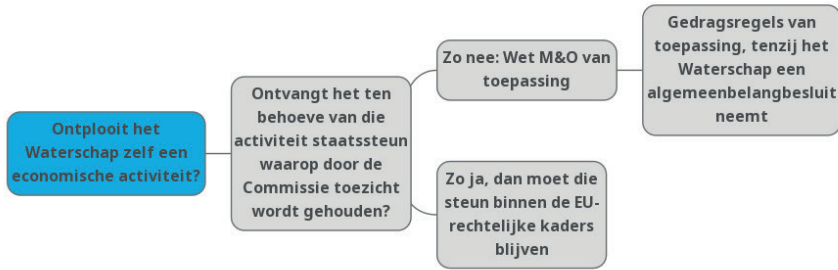 Ontplooit het
Waterschap zelf een
economische activiteit?
Ontvangt het ten
behoeve van die
activiteit staatssteun
waarop door de
Commissie toezicht
wordt gehouden?
Zo nee: Wet M&O van
toepassing
Gedragsregels van
toepassing, tenzij het
Waterschap een
algemeenbelangbesluit
neemt
Zo ja, dan moet die
steun binnen de EU-
rechtelijke kaders
blijven